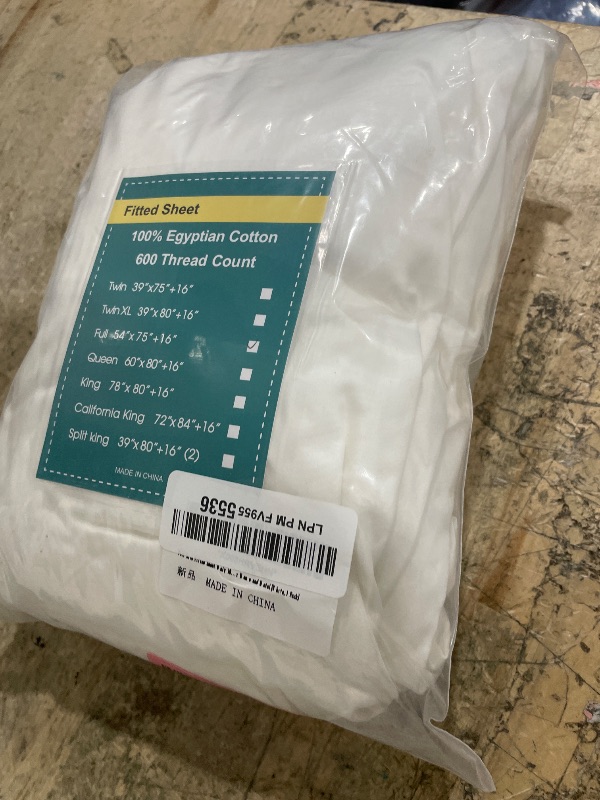 Fitted Sheet
100% Egyptian Cotton
600 Thread Count
Twin 39"x75"+16"
Twin XL 39"x80"+16"
Full 54"x75"+16"
Queen 60"x80"+16"
King 78"x80"+16"
California King 72"x84"+16"
Split king 39"x80"+16" (2)
MADE IN CHINA
LPN PM FV955 5536
新品 MADE IN CHINA